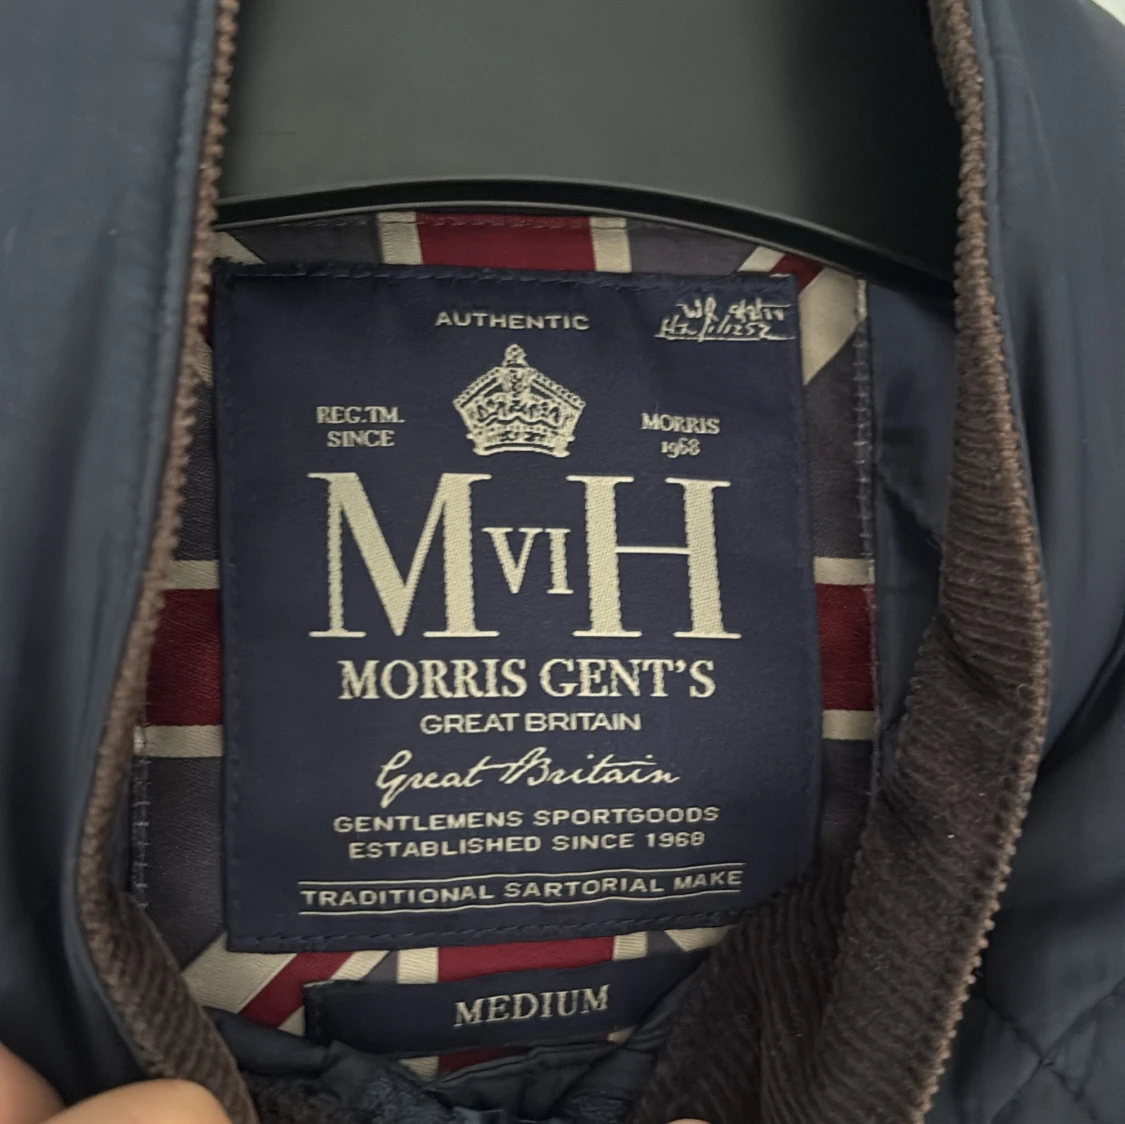 AUTHENTIC
REG.TM.
SINCE
MORRIS
1968
MVIH
MORRIS GENT'S
GREAT BRITAIN
Great Britain
GENTLEMENS SPORTGOODS
ESTABLISHED SINCE 1968
TRADITIONAL SARTORIAL MAKE
MEDIUM